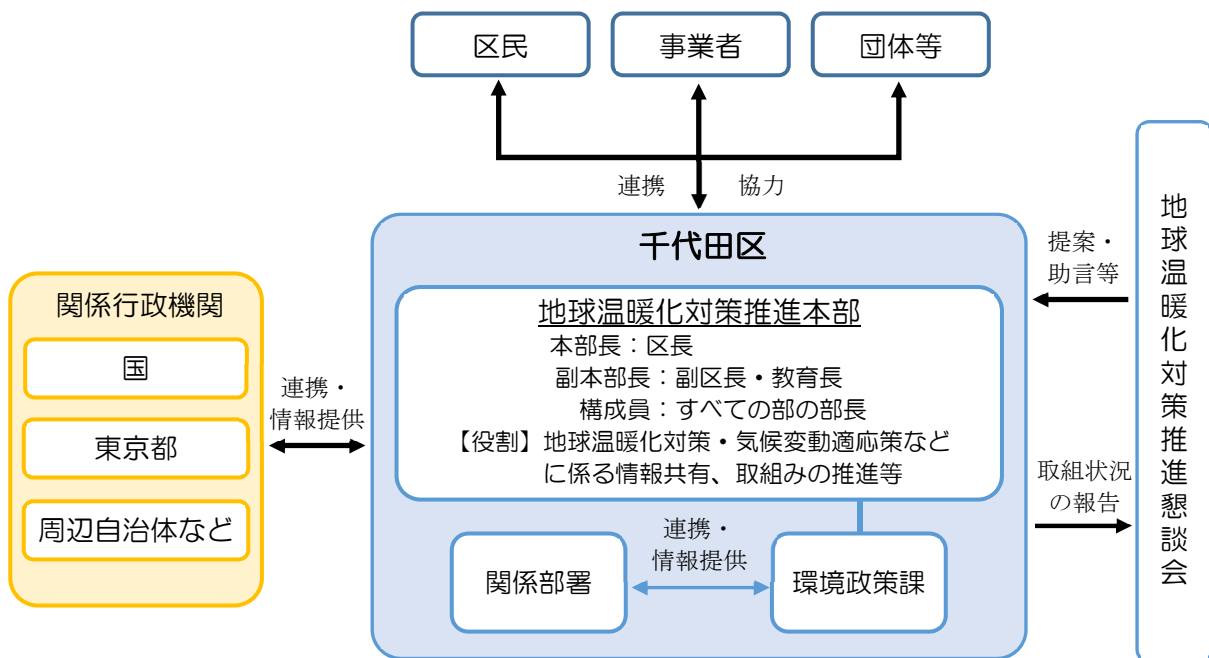 区民
事業者
団体等
連携
協力
千代田区
地球温暖化対策推進本部
本部長：区長
副本部長：副区長・教育長
構成員：すべての部の部長
【役割】地球温暖化対策・気候変動適応策など
に係る情報共有、取組みの推進等
連携・
情報提供
関係部署
環境政策課
関係行政機関
国
東京都
周辺自治体など
連携・
情報提供
提案・
助言等
取組状況
の報告
地球温暖化対策推進懇談会